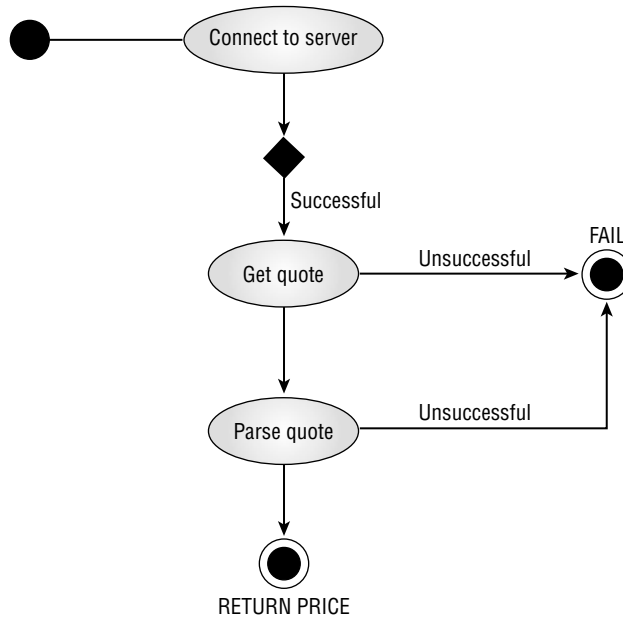 Connect to server
Successful
FAIL
Get quote
Unsuccessful
Parse quote
Unsuccessful
RETURN PRICE